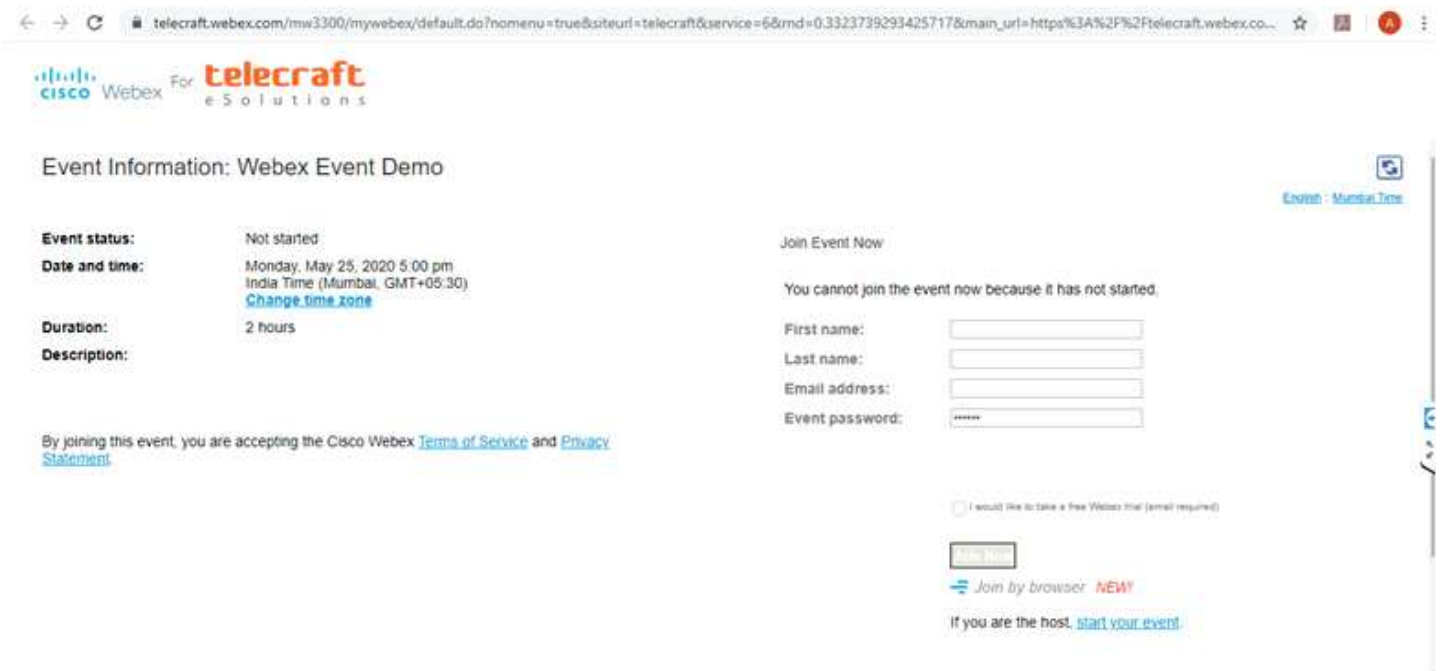 telecraft.webex.com/mw3300/mywebex/default.do?nomenu=true&siteurl=telecraft&service=6&rnd=0.3323739293425717&main_url=https%3A%2F%2Ftelecraft.webex.co...
A
cisco Webex For telecraft
eSolutions
Event Information: Webex Event Demo
English : Mumbai Time
Event status: Not started
Date and time: Monday, May 25, 2020 5:00 pm
India Time (Mumbai, GMT+05:30)
Change time zone
Duration: 2 hours
Description:
By joining this event, you are accepting the Cisco Webex Terms of Service and Privacy
Statement.
Join Event Now
You cannot join the event now because it has not started.
First name:
Last name:
Email address:
Event password: •••••••
I would like to take a free Webex trial (email required)
Join Now
Join by browser NEW!
If you are the host, start your event.